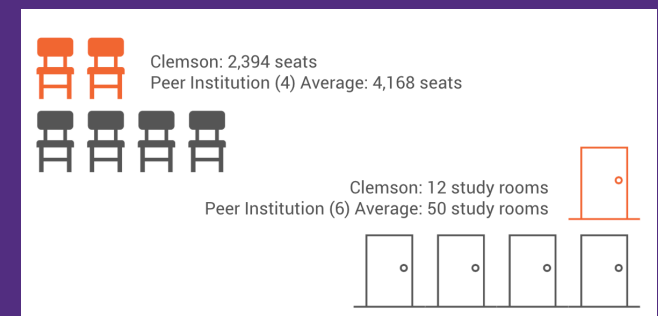 Clemson: 2,394 seats
Peer Institution (4) Average: 4,168 seats
Clemson: 12 study rooms
Peer Institution (6) Average: 50 study rooms